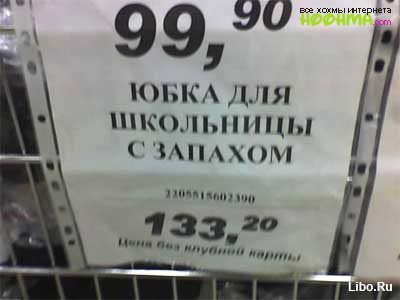 все хохмы интернета
HOOHMA.com
99,90
ЮБКА ДЛЯ
ШКОЛЬНИЦЫ
С ЗАПАХОМ
2205515602390
133,20
Цена без клубной карты
Libo.Ru